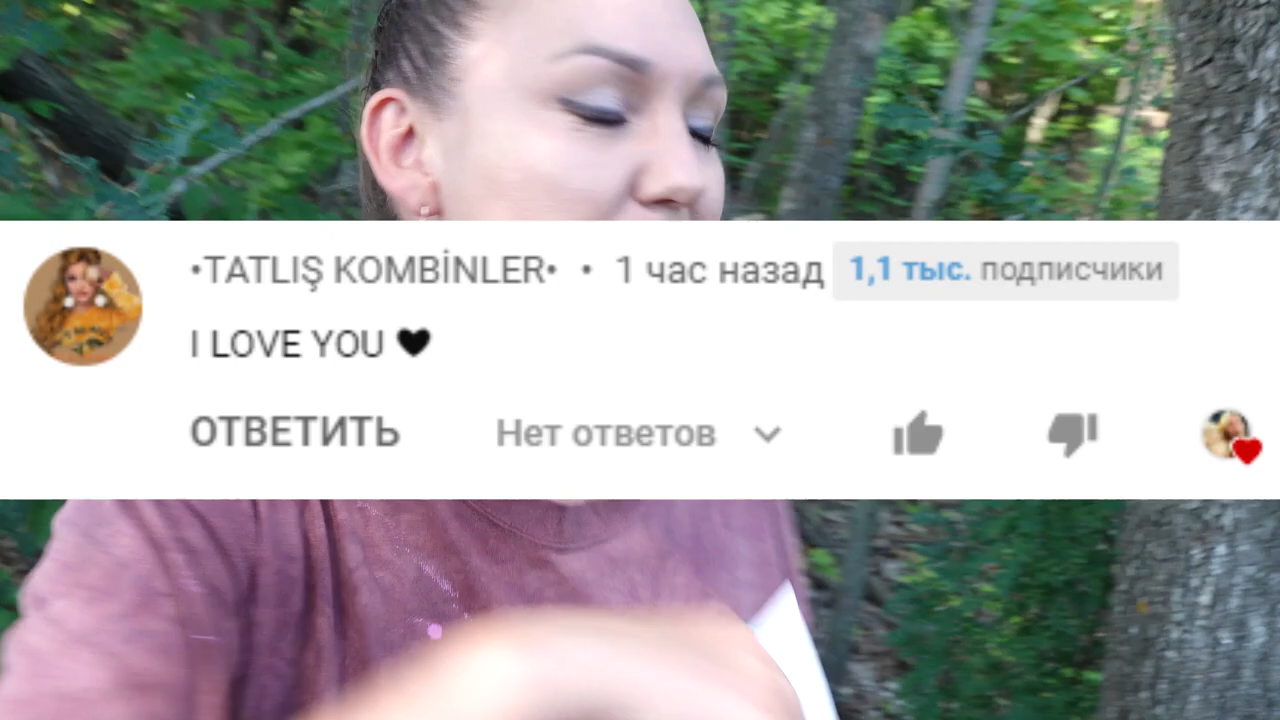 •TATLIŞ KOMBİNLER• • 1 час назад 1,1 тыс. подписчики
I LOVE YOU 🖤
ОТВЕТИТЬ Нет ответов